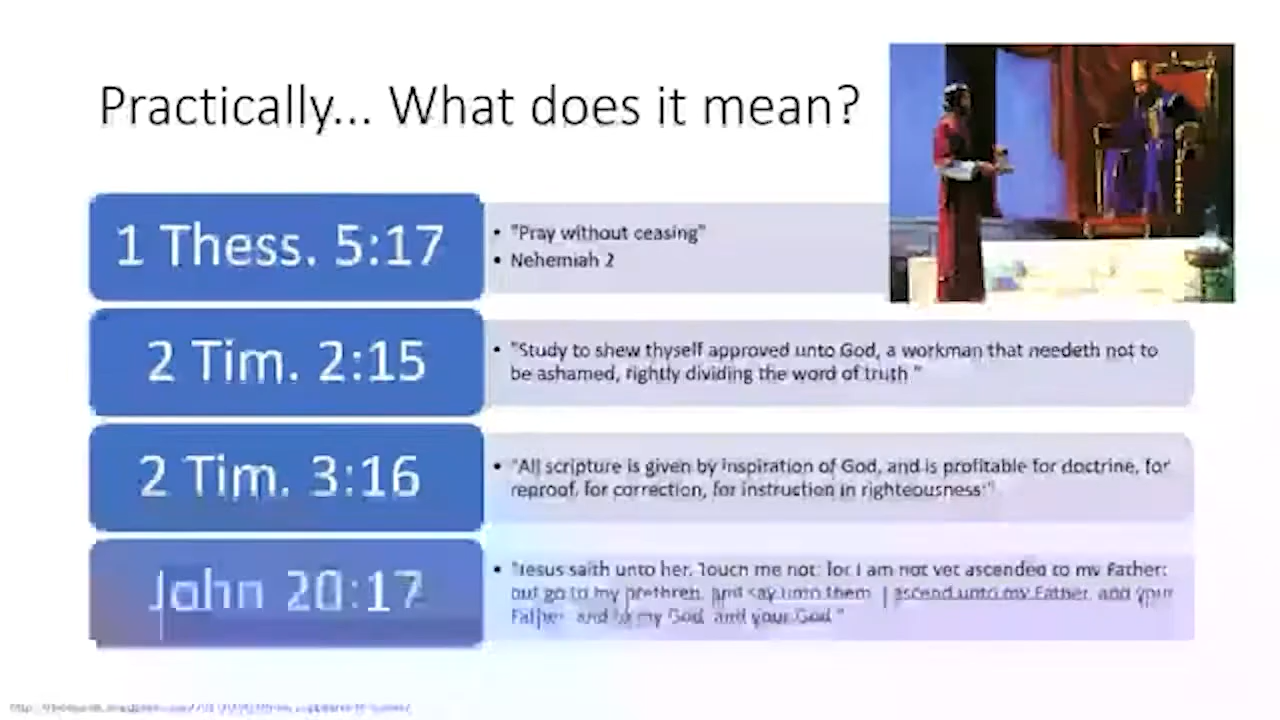 Practically... What does it mean?
1 Thess. 5:17
• "Pray without ceasing"
• Nehemiah 2
2 Tim. 2:15
• "Study to shew thyself approved unto God, a workman that needeth not to
be ashamed, rightly dividing the word of truth "
2 Tim. 3:16
• "All scripture is given by inspiration of God, and is profitable for doctrine, for
reproof, for correction, for instruction in righteousness:"
John 20:17
• "Jesus saith unto her, Touch me not; for I am not yet ascended to my Father:
but go to my brethren, and say unto them, I ascend unto my Father, and your
Father; and to my God, and your God."